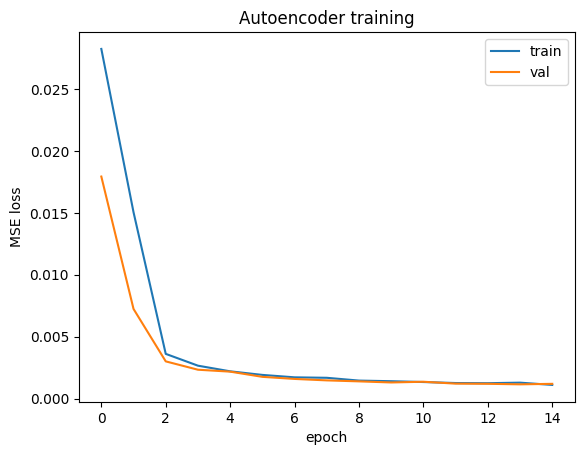 Autoencoder training
train
val
0.025
0.020
0.015
0.010
0.005
0.000
MSE loss
0 2 4 6 8 10 12 14
epoch